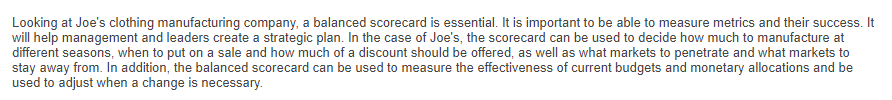 Looking at Joe's clothing manufacturing company, a balanced scorecard is essential. It is important to be able to measure metrics and their success. It
will help management and leaders create a strategic plan. In the case of Joe's, the scorecard can be used to decide how much to manufacture at
different seasons, when to put on a sale and how much of a discount should be offered, as well as what markets to penetrate and what markets to
stay away from. In addition, the balanced scorecard can be used to measure the effectiveness of current budgets and monetary allocations and be
used to adjust when a change is necessary.